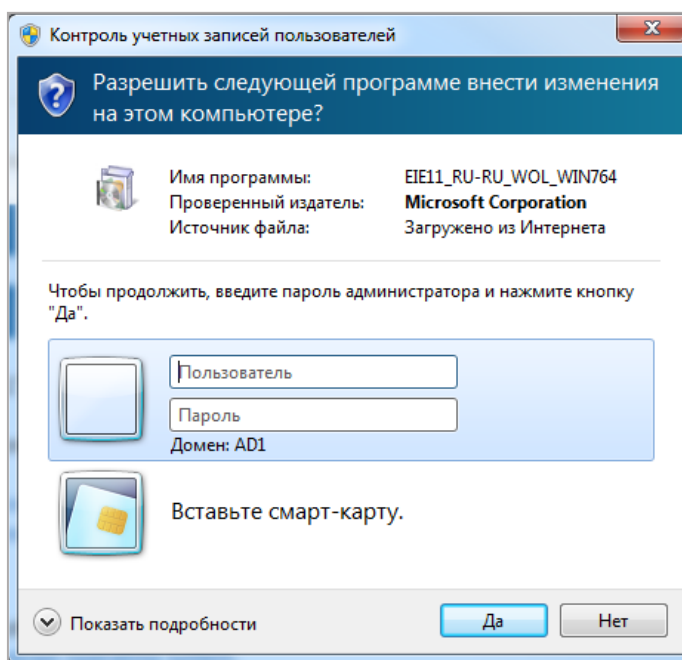 Контроль учетных записей пользователей
Разрешить следующей программе внести изменения
на этом компьютере?
Имя программы: EIE11_RU-RU_WOL_WIN764
Проверенный издатель: Microsoft Corporation
Источник файла: Загружено из Интернета
Чтобы продолжить, введите пароль администратора и нажмите кнопку
"Да".
Пользователь
Пароль
Домен: AD1
Вставьте смарт-карту.
Показать подробности
Да
Нет